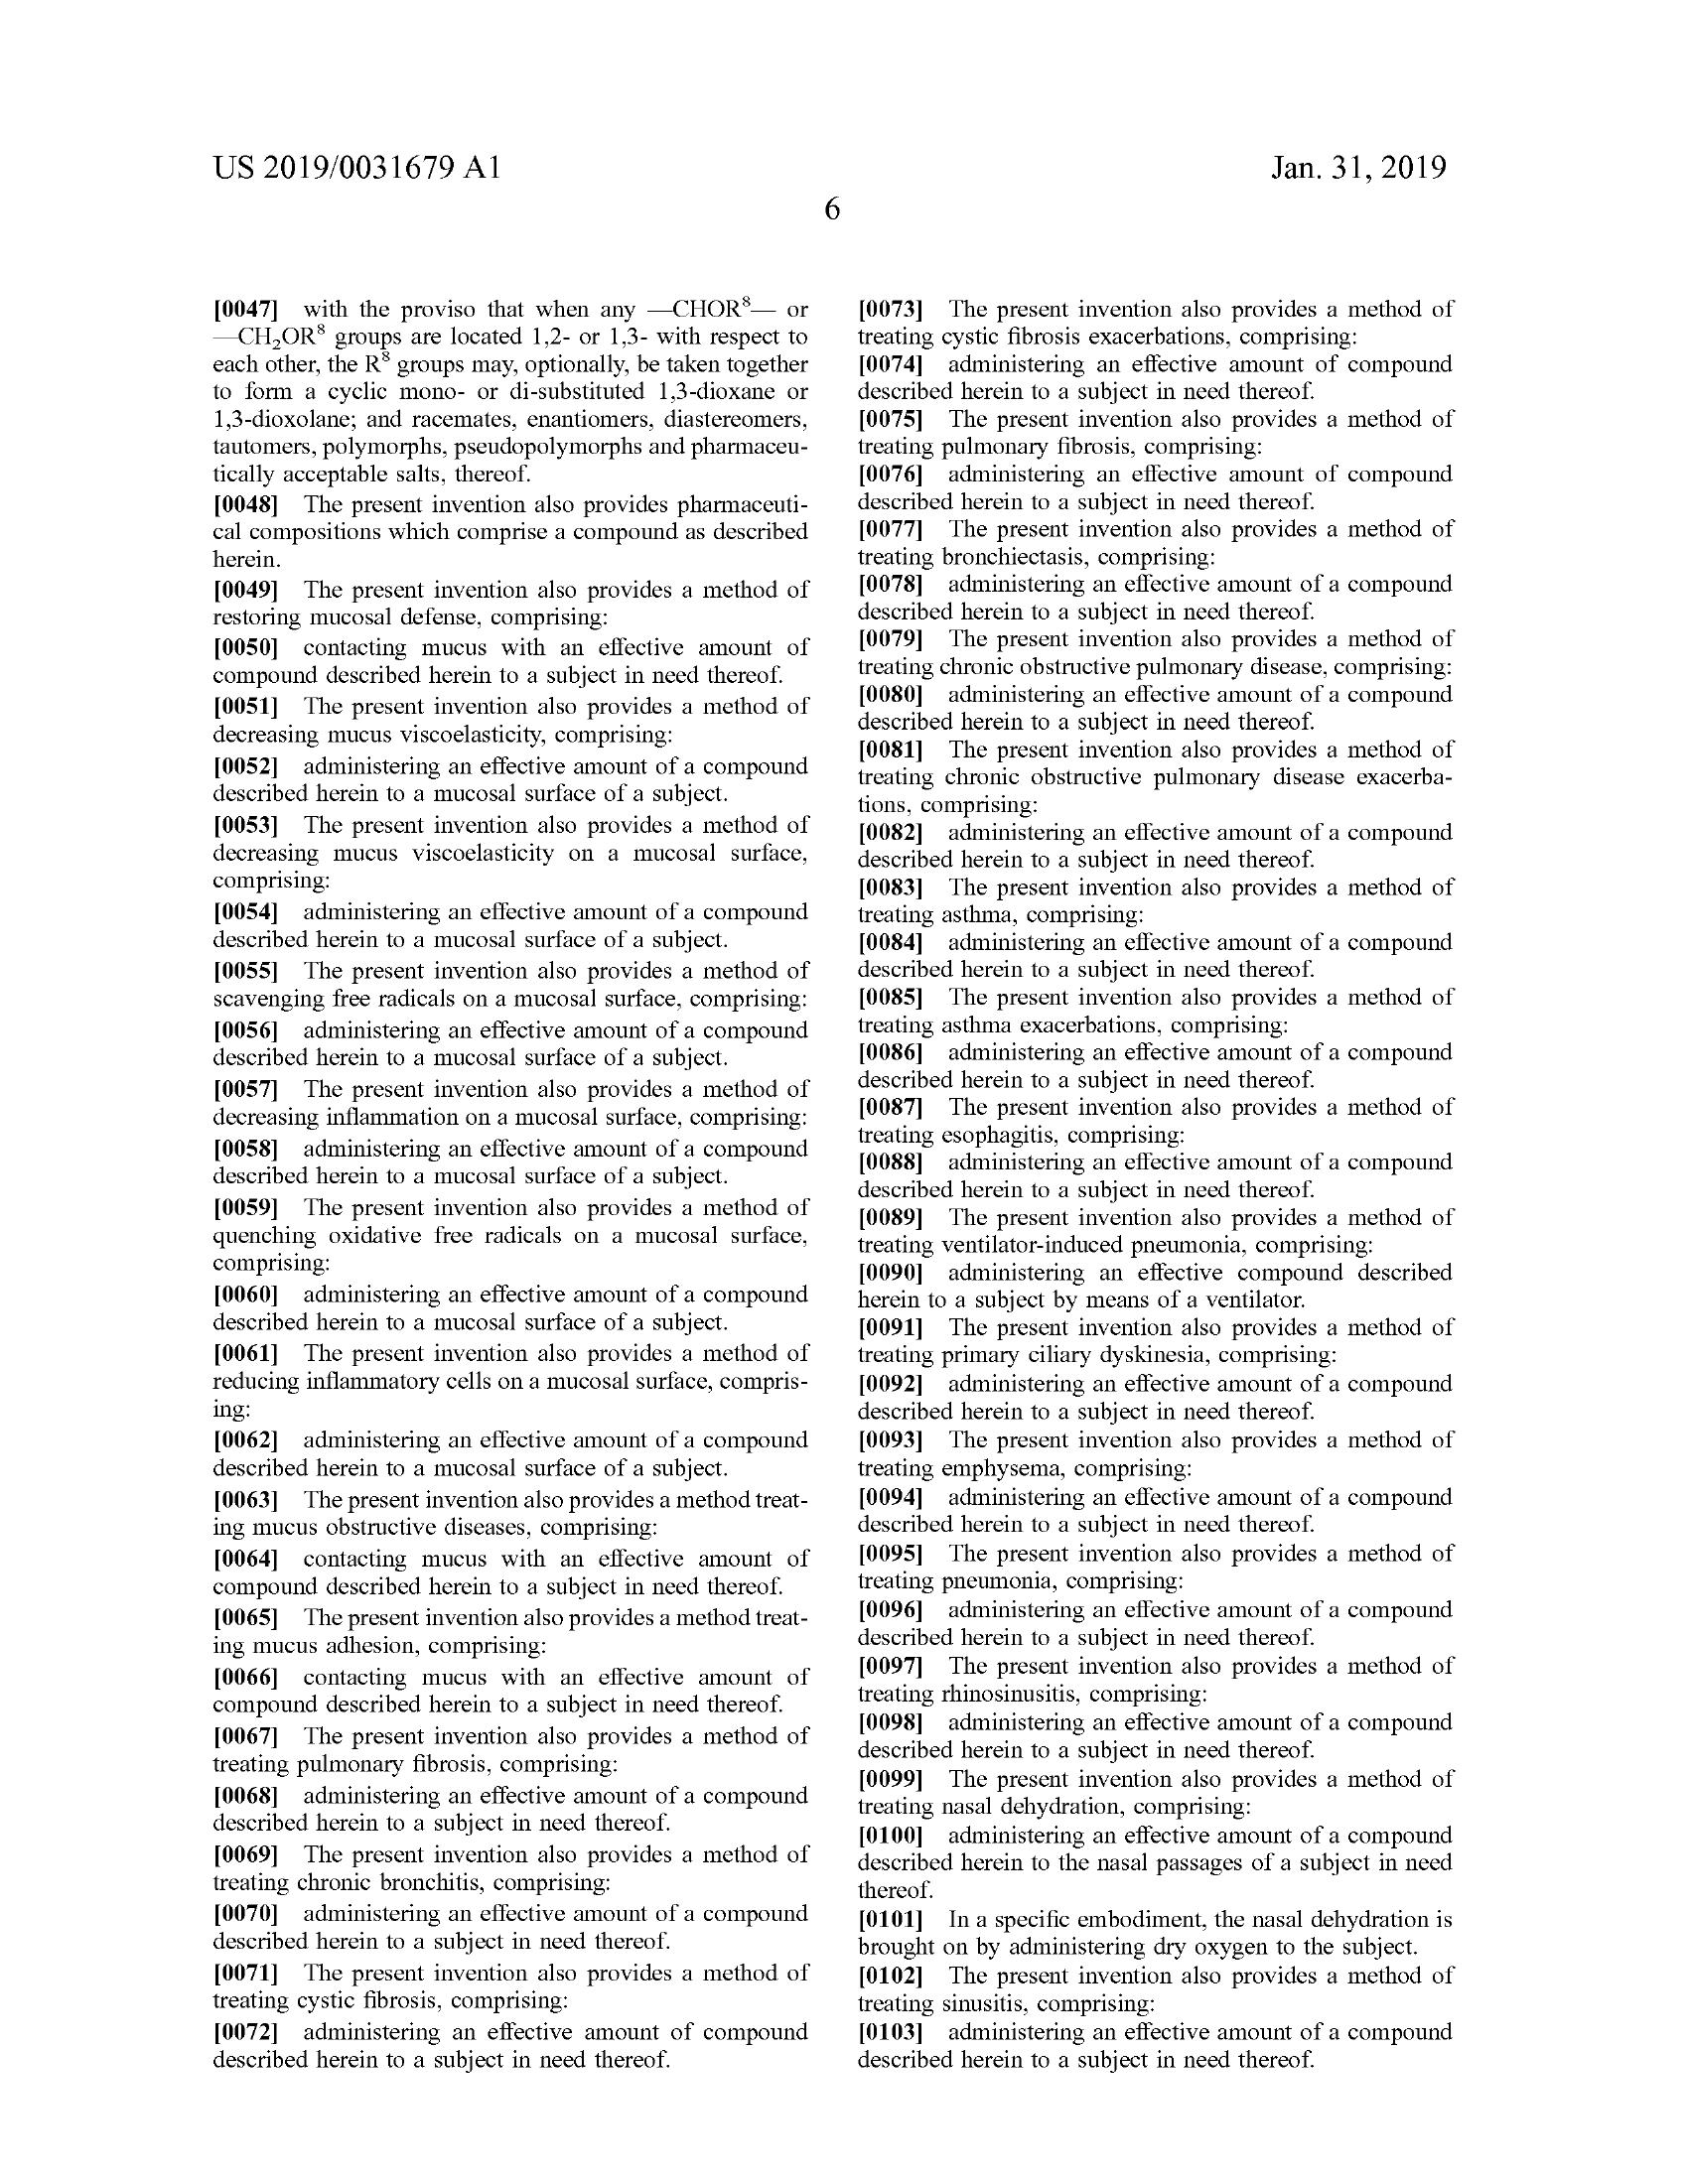 US 2019/0031679 A1
Jan. 31, 2019
6
[0047] with the proviso that when any —CHOR⁸— or
—CH₂OR⁸ groups are located 1,2- or 1,3- with respect to
each other, the R⁸ groups may, optionally, be taken together
to form a cyclic mono- or di-substituted 1,3-dioxane or
1,3-dioxolane; and racemates, enantiomers, diastereomers,
tautomers, polymorphs, pseudopolymorphs and pharmaceu-
tically acceptable salts, thereof.
[0048] The present invention also provides pharmaceuti-
cal compositions which comprise a compound as described
herein.
[0049] The present invention also provides a method of
restoring mucosal defense, comprising:
[0050] contacting mucus with an effective amount of
compound described herein to a subject in need thereof.
[0051] The present invention also provides a method of
decreasing mucus viscoelasticity, comprising:
[0052] administering an effective amount of a compound
described herein to a mucosal surface of a subject.
[0053] The present invention also provides a method of
decreasing mucus viscoelasticity on a mucosal surface,
comprising:
[0054] administering an effective amount of a compound
described herein to a mucosal surface of a subject.
[0055] The present invention also provides a method of
scavenging free radicals on a mucosal surface, comprising:
[0056] administering an effective amount of a compound
described herein to a mucosal surface of a subject.
[0057] The present invention also provides a method of
decreasing inflammation on a mucosal surface, comprising:
[0058] administering an effective amount of a compound
described herein to a mucosal surface of a subject.
[0059] The present invention also provides a method of
quenching oxidative free radicals on a mucosal surface,
comprising:
[0060] administering an effective amount of a compound
described herein to a mucosal surface of a subject.
[0061] The present invention also provides a method of
reducing inflammatory cells on a mucosal surface, compris-
ing:
[0062] administering an effective amount of a compound
described herein to a mucosal surface of a subject.
[0063] The present invention also provides a method treat-
ing mucus obstructive diseases, comprising:
[0064] contacting mucus with an effective amount of
compound described herein to a subject in need thereof.
[0065] The present invention also provides a method treat-
ing mucus adhesion, comprising:
[0066] contacting mucus with an effective amount of
compound described herein to a subject in need thereof.
[0067] The present invention also provides a method of
treating pulmonary fibrosis, comprising:
[0068] administering an effective amount of a compound
described herein to a subject in need thereof.
[0069] The present invention also provides a method of
treating chronic bronchitis, comprising:
[0070] administering an effective amount of a compound
described herein to a subject in need thereof.
[0071] The present invention also provides a method of
treating cystic fibrosis, comprising:
[0072] administering an effective amount of compound
described herein to a subject in need thereof.
[0073] The present invention also provides a method of
treating cystic fibrosis exacerbations, comprising:
[0074] administering an effective amount of compound
described herein to a subject in need thereof.
[0075] The present invention also provides a method of
treating pulmonary fibrosis, comprising:
[0076] administering an effective amount of compound
described herein to a subject in need thereof.
[0077] The present invention also provides a method of
treating bronchiectasis, comprising:
[0078] administering an effective amount of a compound
described herein to a subject in need thereof.
[0079] The present invention also provides a method of
treating chronic obstructive pulmonary disease, comprising:
[0080] administering an effective amount of a compound
described herein to a subject in need thereof.
[0081] The present invention also provides a method of
treating chronic obstructive pulmonary disease exacerba-
tions, comprising:
[0082] administering an effective amount of a compound
described herein to a subject in need thereof.
[0083] The present invention also provides a method of
treating asthma, comprising:
[0084] administering an effective amount of a compound
described herein to a subject in need thereof.
[0085] The present invention also provides a method of
treating asthma exacerbations, comprising:
[0086] administering an effective amount of a compound
described herein to a subject in need thereof.
[0087] The present invention also provides a method of
treating esophagitis, comprising:
[0088] administering an effective amount of a compound
described herein to a subject in need thereof.
[0089] The present invention also provides a method of
treating ventilator-induced pneumonia, comprising:
[0090] administering an effective compound described
herein to a subject by means of a ventilator.
[0091] The present invention also provides a method of
treating primary ciliary dyskinesia, comprising:
[0092] administering an effective amount of a compound
described herein to a subject in need thereof.
[0093] The present invention also provides a method of
treating emphysema, comprising:
[0094] administering an effective amount of a compound
described herein to a subject in need thereof.
[0095] The present invention also provides a method of
treating pneumonia, comprising:
[0096] administering an effective amount of a compound
described herein to a subject in need thereof.
[0097] The present invention also provides a method of
treating rhinosinusitis, comprising:
[0098] administering an effective amount of a compound
described herein to a subject in need thereof.
[0099] The present invention also provides a method of
treating nasal dehydration, comprising:
[0100] administering an effective amount of a compound
described herein to the nasal passages of a subject in need
thereof.
[0101] In a specific embodiment, the nasal dehydration is
brought on by administering dry oxygen to the subject.
[0102] The present invention also provides a method of
treating sinusitis, comprising:
[0103] administering an effective amount of a compound
described herein to a subject in need thereof.